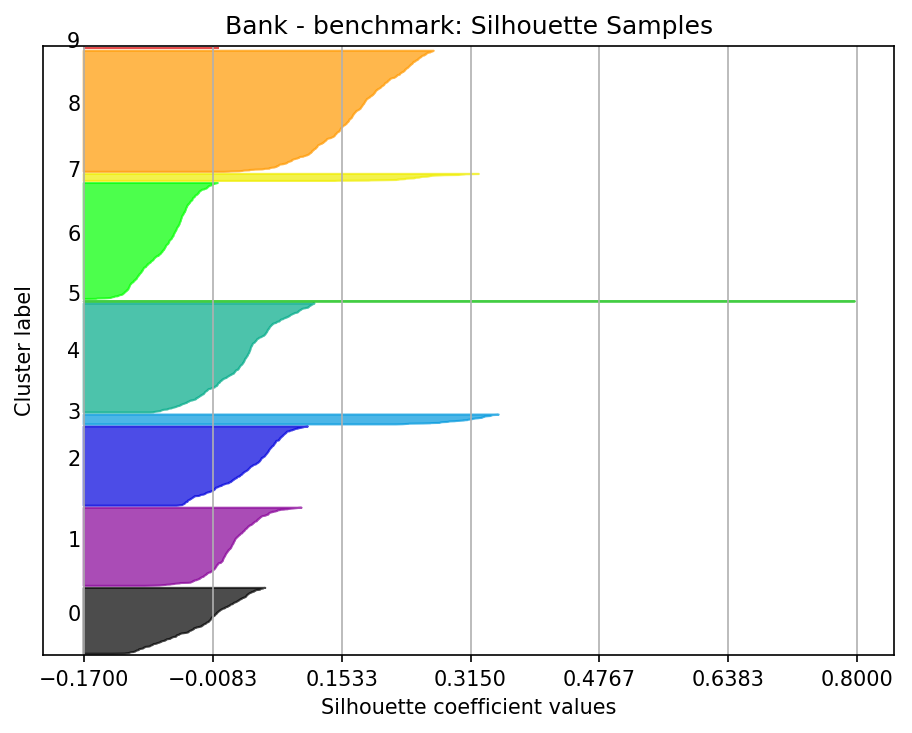 Bank - benchmark: Silhouette Samples
9
8
7
6
5
4
3
2
1
0
Cluster label
−0.1700 −0.0083 0.1533 0.3150 0.4767 0.6383 0.8000
Silhouette coefficient values